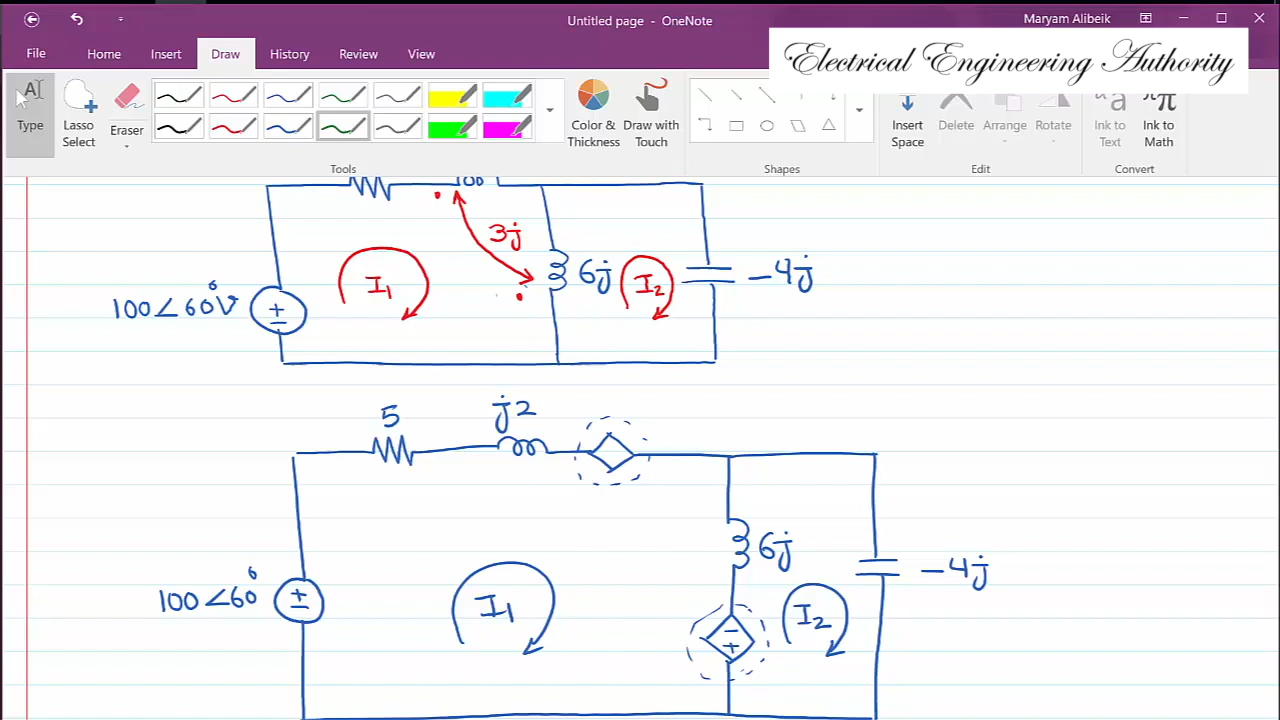 Untitled page - OneNote
Maryam Alibeik
File Home Insert Draw History Review View
Electrical Engineering Authority
Type
Lasso Select
Eraser
Color & Thickness
Draw with Touch
Insert Space
Delete
Arrange
Rotate
Ink to Text
Ink to Math
Tools
Shapes
Edit
Convert
3j
I1
6j
I2
-4j
100∠60°V
+
−
5
j2
6j
-4j
100∠60°
+
−
I1
−
+
I2